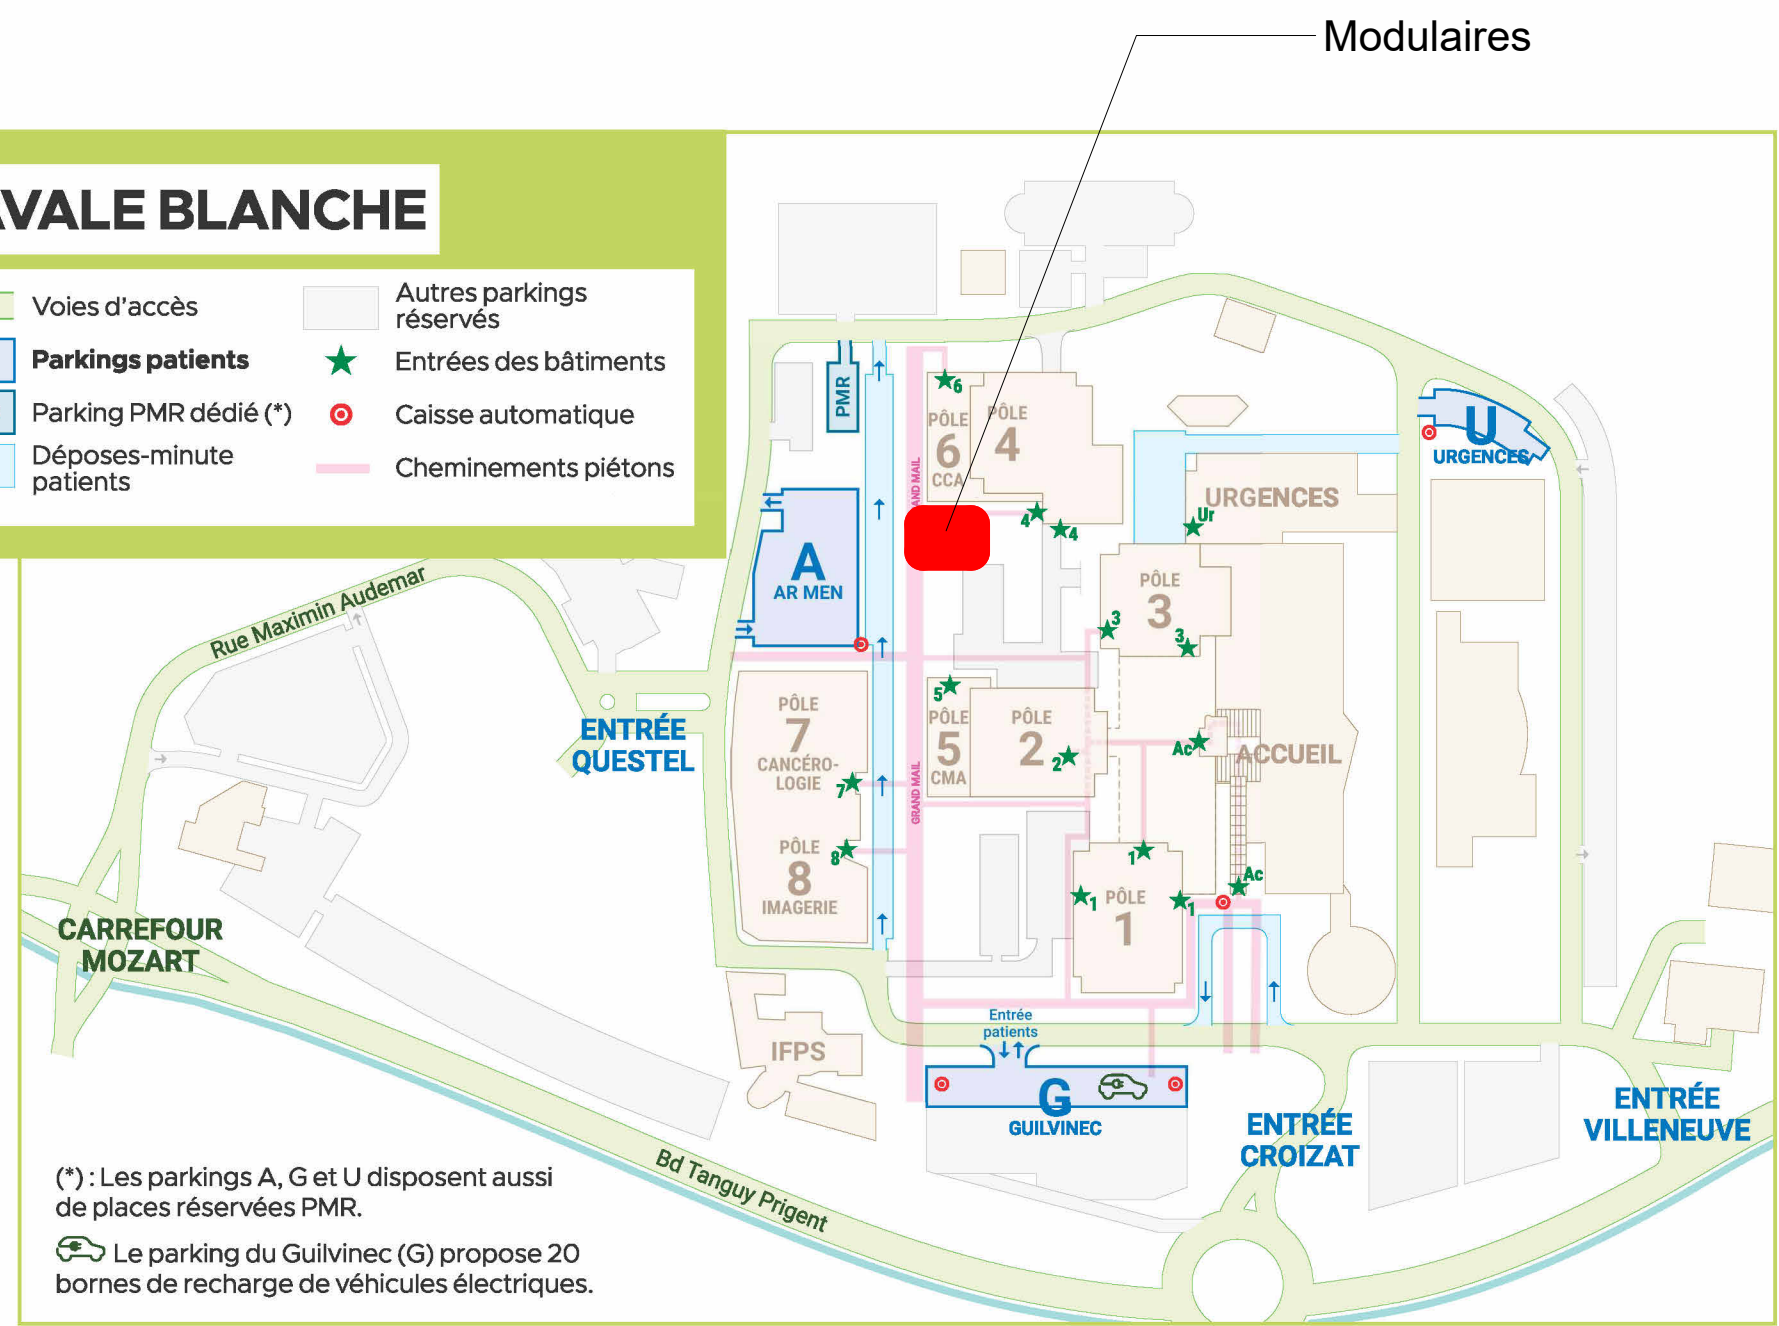 Modulaires
AVALE BLANCHE
Voies d'accès
Parkings patients
Parking PMR dédié (*)
Déposes-minute
patients
Autres parkings
réservés
Entrées des bâtiments
Caisse automatique
Cheminements piétons
PMR
6
PÔLE
6
CCA
PÔLE
4
4
4
U
URGENCES
URGENCES
Ur
A
AR MEN
PÔLE
3
3
3
Rue Maximin Audemar
ENTRÉE
QUESTEL
PÔLE
7
CANCÉRO-
LOGIE
7
PÔLE
8
IMAGERIE
8
GRAND MAIL
5
PÔLE
5
CMA
PÔLE
2
2
Ac
ACCUEIL
1
1
PÔLE
1
1
Ac
CARREFOUR
MOZART
IFPS
Entrée
patients
G
GUILVINEC
ENTRÉE
CROIZAT
ENTRÉE
VILLENEUVE
Bd Tanguy Prigent
(*) : Les parkings A, G et U disposent aussi
de places réservées PMR.
Le parking du Guilvinec (G) propose 20
bornes de recharge de véhicules électriques.